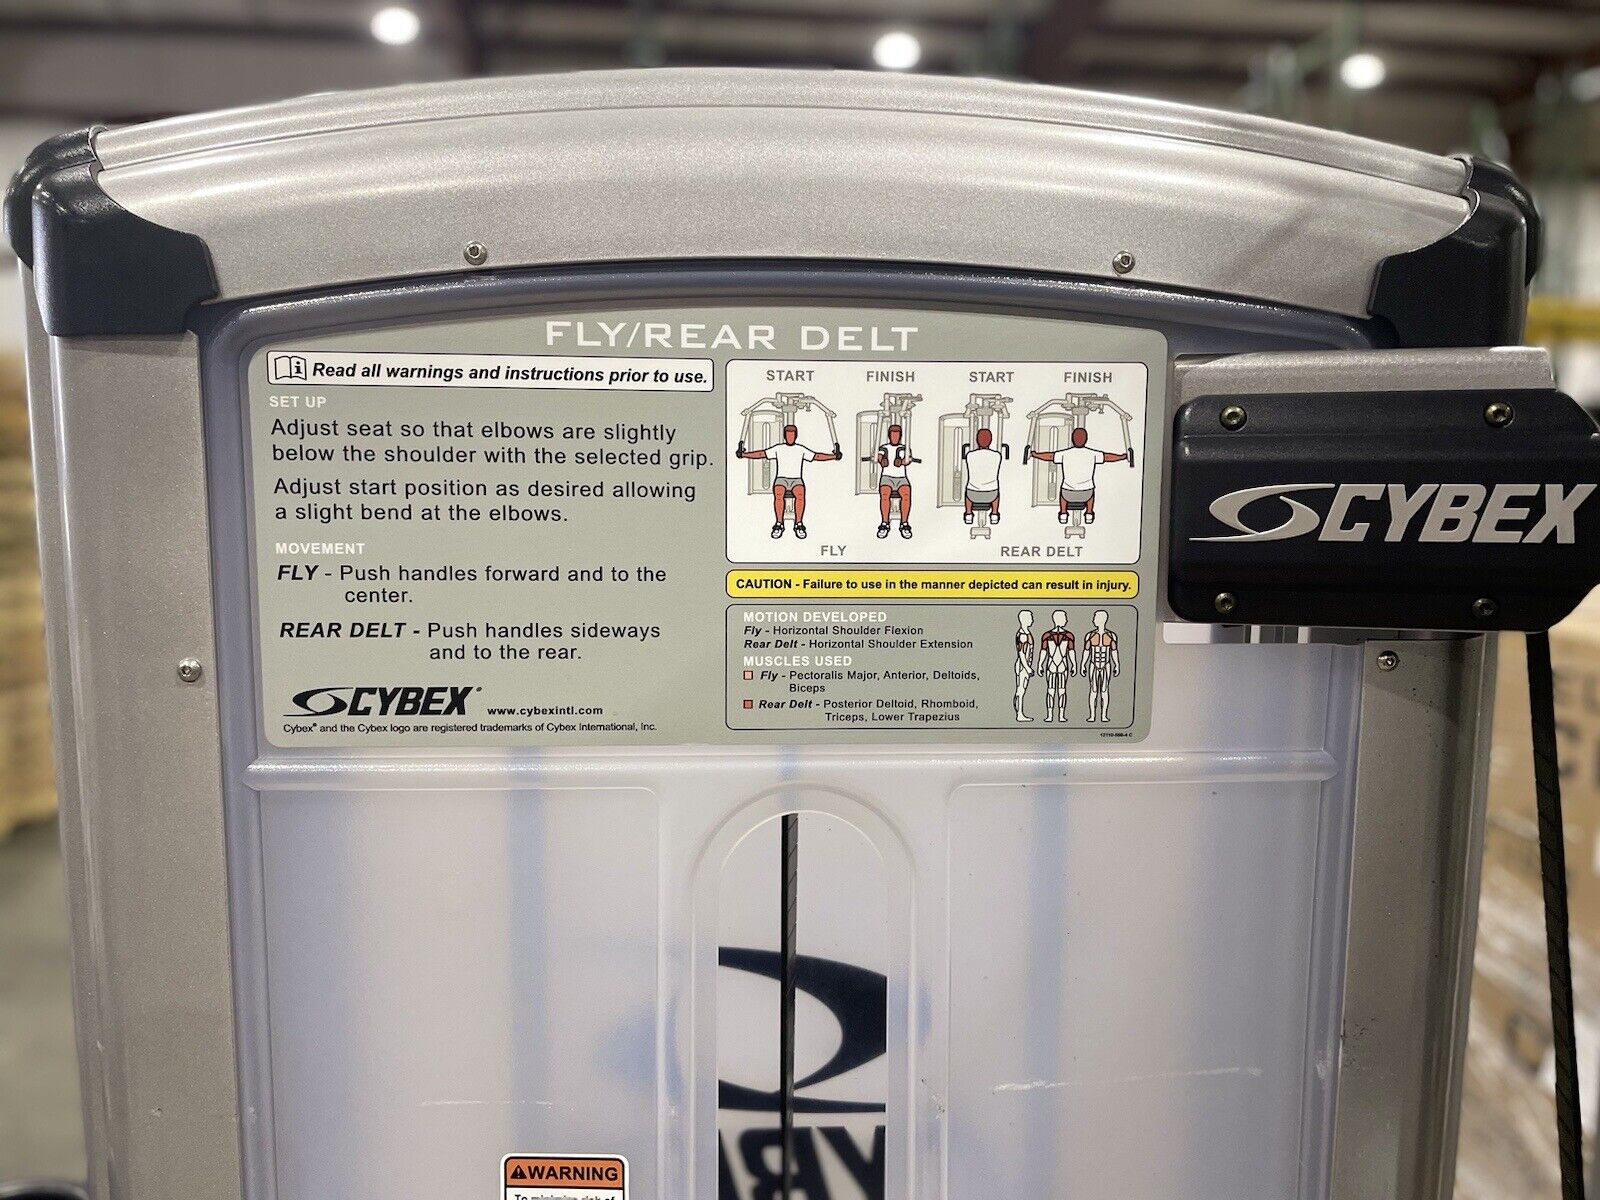 FLY/REAR DELT
Read all warnings and instructions prior to use.
SET UP
Adjust seat so that elbows are slightly
below the shoulder with the selected grip.
Adjust start position as desired allowing
a slight bend at the elbows.
MOVEMENT
FLY - Push handles forward and to the
center.
REAR DELT - Push handles sideways
and to the rear.
CYBEX® www.cybexintl.com
Cybex® and the Cybex logo are registered trademarks of Cybex International, Inc.
START FINISH START FINISH
FLY REAR DELT
CAUTION - Failure to use in the manner depicted can result in injury.
MOTION DEVELOPED
Fly - Horizontal Shoulder Flexion
Rear Delt - Horizontal Shoulder Extension
MUSCLES USED
Fly - Pectoralis Major, Anterior, Deltoids,
Biceps
Rear Delt - Posterior Deltoid, Rhomboid,
Triceps, Lower Trapezius
CYBEX
WARNING
To minimize risk of